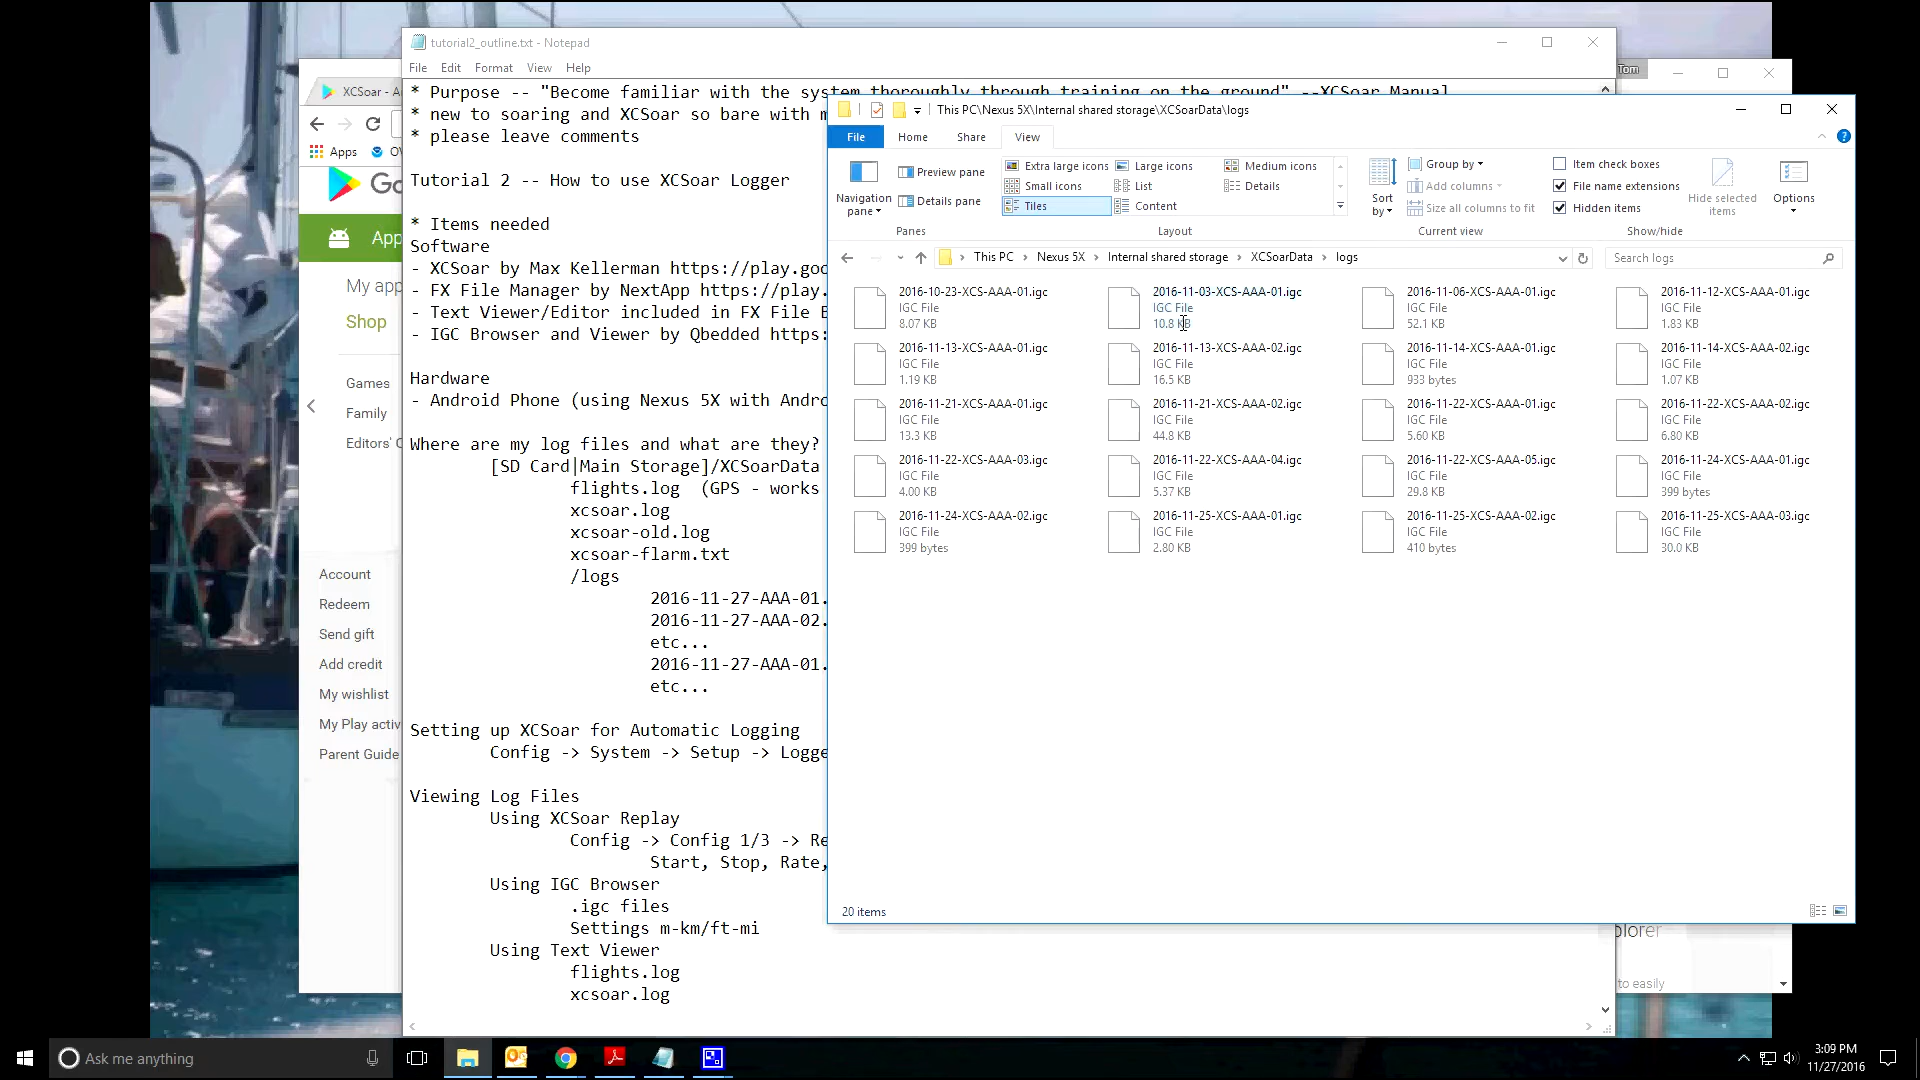 tutorial2_outline.txt - Notepad
File Edit Format View Help
XCSoar - A
Tom
Apps
Go
App
My app
Shop
Games
Family
Editors' C
Account
Redeem
Send gift
Add credit
My wishlist
My Play activ
Parent Guide
* Purpose -- "Become familiar with the system thoroughly through training on the ground" --XCSoar Manual
* new to soaring and XCSoar so bare with m
* please leave comments
Tutorial 2 -- How to use XCSoar Logger
* Items needed
Software
- XCSoar by Max Kellerman https://play.goo
- FX File Manager by NextApp https://play.
- Text Viewer/Editor included in FX File B
- IGC Browser and Viewer by Qbedded https:
Hardware
- Android Phone (using Nexus 5X with Andro
Where are my log files and what are they?
[SD Card|Main Storage]/XCSoarData
flights.log (GPS - works
xcsoar.log
xcsoar-old.log
xcsoar-flarm.txt
/logs
2016-11-27-AAA-01.
2016-11-27-AAA-02.
etc...
2016-11-27-AAA-01.
etc...
Setting up XCSoar for Automatic Logging
Config -> System -> Setup -> Logge
Viewing Log Files
Using XCSoar Replay
Config -> Config 1/3 -> Re
Start, Stop, Rate,
Using IGC Browser
.igc files
Settings m-km/ft-mi
Using Text Viewer
flights.log
xcsoar.log
This PC\Nexus 5X\Internal shared storage\XCSoarData\logs
File Home Share View
Navigation pane
Preview pane
Details pane
Panes
Extra large icons Large icons Medium icons
Small icons List Details
Tiles Content
Layout
Sort by
Group by
Add columns
Size all columns to fit
Current view
Item check boxes
File name extensions
Hidden items
Hide selected items
Show/hide
Options
This PC Nexus 5X Internal shared storage XCSoarData logs
Search logs
2016-10-23-XCS-AAA-01.igc
IGC File
8.07 KB
2016-11-03-XCS-AAA-01.igc
IGC File
10.8 KB
2016-11-06-XCS-AAA-01.igc
IGC File
52.1 KB
2016-11-12-XCS-AAA-01.igc
IGC File
1.83 KB
2016-11-13-XCS-AAA-01.igc
IGC File
1.19 KB
2016-11-13-XCS-AAA-02.igc
IGC File
16.5 KB
2016-11-14-XCS-AAA-01.igc
IGC File
933 bytes
2016-11-14-XCS-AAA-02.igc
IGC File
1.07 KB
2016-11-21-XCS-AAA-01.igc
IGC File
13.3 KB
2016-11-21-XCS-AAA-02.igc
IGC File
44.8 KB
2016-11-22-XCS-AAA-01.igc
IGC File
5.60 KB
2016-11-22-XCS-AAA-02.igc
IGC File
6.80 KB
2016-11-22-XCS-AAA-03.igc
IGC File
4.00 KB
2016-11-22-XCS-AAA-04.igc
IGC File
5.37 KB
2016-11-22-XCS-AAA-05.igc
IGC File
29.8 KB
2016-11-24-XCS-AAA-01.igc
IGC File
399 bytes
2016-11-24-XCS-AAA-02.igc
IGC File
399 bytes
2016-11-25-XCS-AAA-01.igc
IGC File
2.80 KB
2016-11-25-XCS-AAA-02.igc
IGC File
410 bytes
2016-11-25-XCS-AAA-03.igc
IGC File
30.0 KB
20 items
plorer
to easily
Ask me anything
3:09 PM
11/27/2016